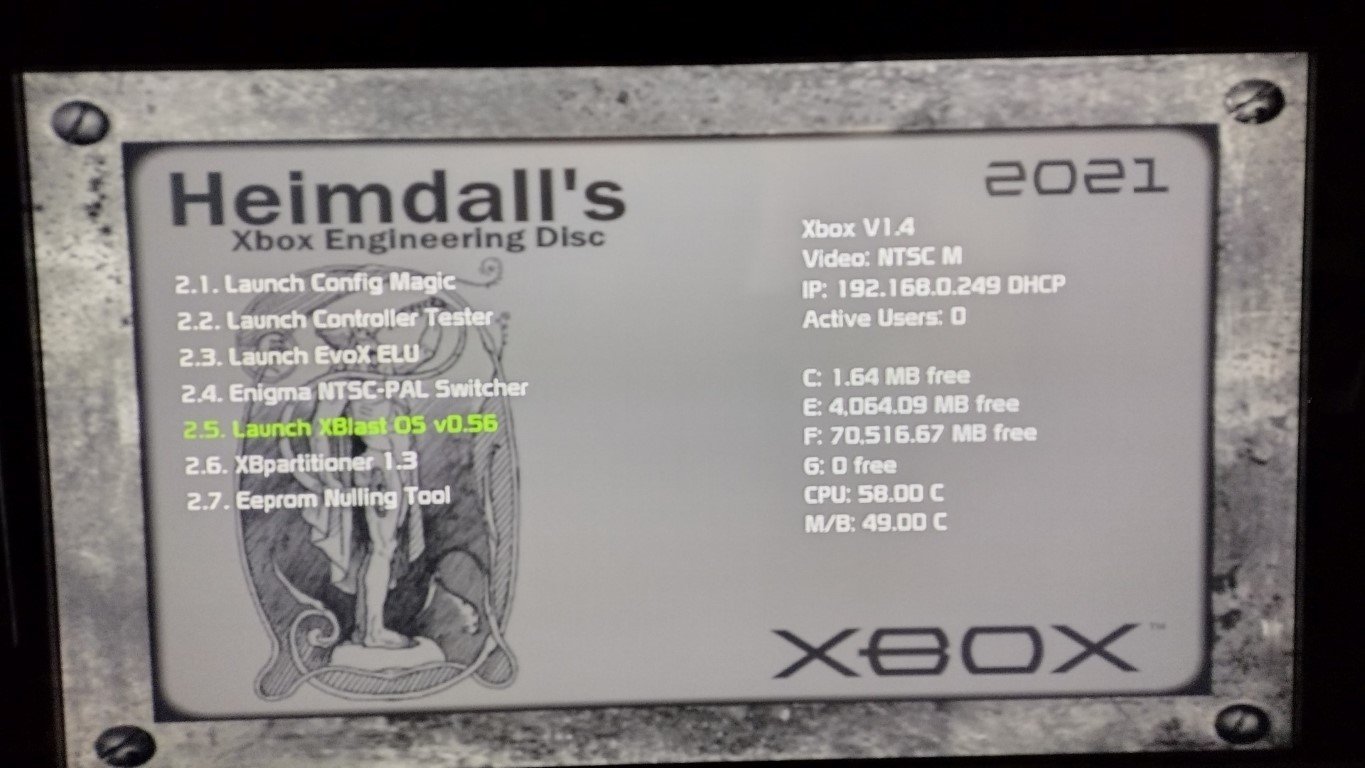 Heimdall's
Xbox Engineering Disc
2.1. Launch Config Magic
2.2. Launch Controller Tester
2.3. Launch EvoX ELU
2.4. Enigma NTSC-PAL Switcher
2.5. Launch XBlast OS v0.56
2.6. XBpartitioner 1.3
2.7. Eeprom Nulling Tool
2021
Xbox V1.4
Video: NTSC M
IP: 192.168.0.249 DHCP
Active Users: 0
C: 1.64 MB free
E: 4,064.09 MB free
F: 70,516.67 MB free
G: 0 free
CPU: 58.00 C
M/B: 49.00 C
XBOX™